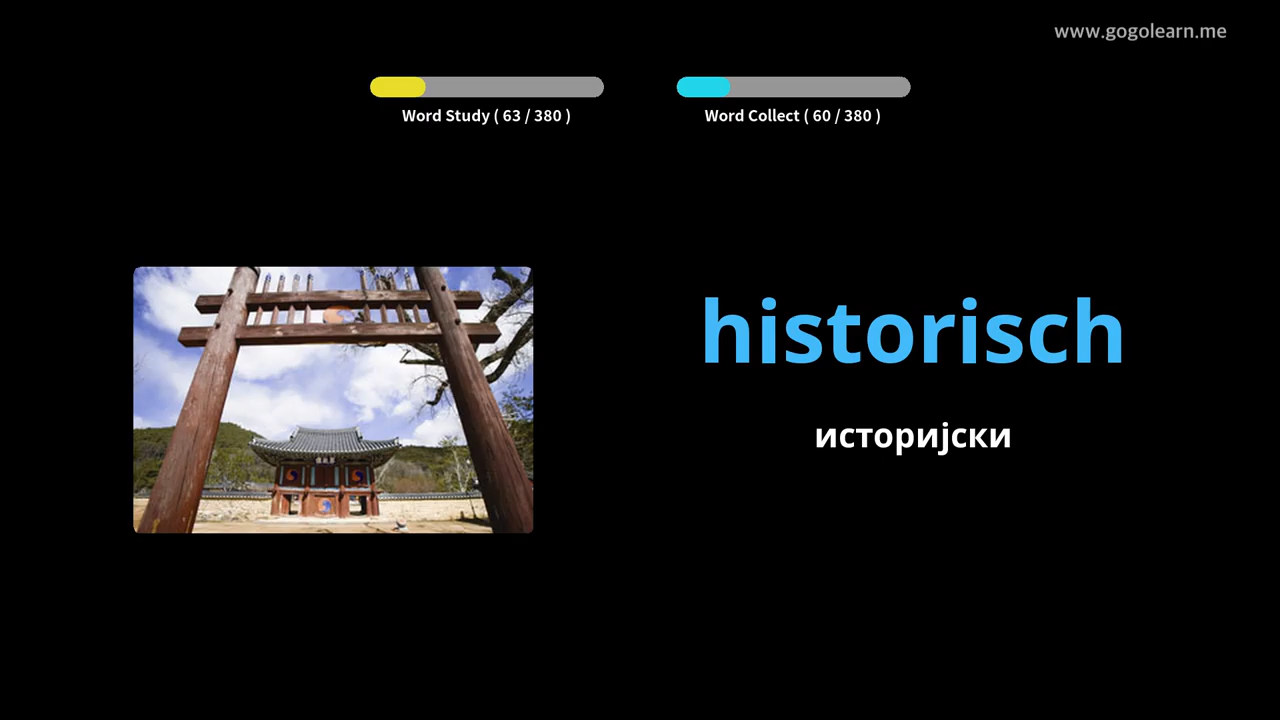 www.gogolearn.me
Word Study ( 63 / 380 )
Word Collect ( 60 / 380 )
historisch
историјски